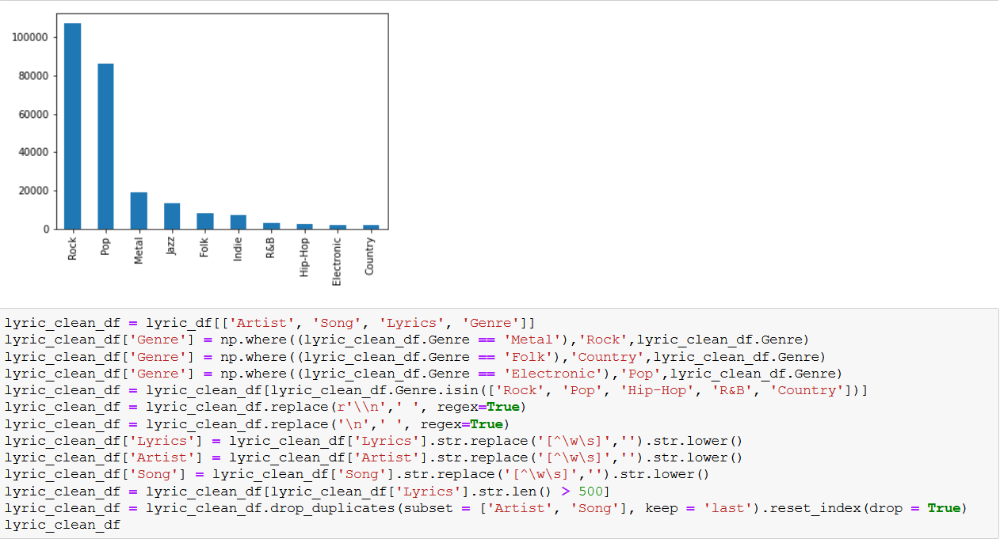 100000
80000
60000
40000
20000
0
Rock
Pop
Metal
Jazz
Folk
Indie
R&B
Hip-Hop
Electronic
Country
lyric_clean_df = lyric_df[['Artist', 'Song', 'Lyrics', 'Genre']]
lyric_clean_df['Genre'] = np.where((lyric_clean_df.Genre == 'Metal'),'Rock',lyric_clean_df.Genre)
lyric_clean_df['Genre'] = np.where((lyric_clean_df.Genre == 'Folk'),'Country',lyric_clean_df.Genre)
lyric_clean_df['Genre'] = np.where((lyric_clean_df.Genre == 'Electronic'),'Pop',lyric_clean_df.Genre)
lyric_clean_df = lyric_clean_df[lyric_clean_df.Genre.isin(['Rock', 'Pop', 'Hip-Hop', 'R&B', 'Country'])]
lyric_clean_df = lyric_clean_df.replace(r'\\n',' ', regex=True)
lyric_clean_df = lyric_clean_df.replace('\n',' ', regex=True)
lyric_clean_df['Lyrics'] = lyric_clean_df['Lyrics'].str.replace('[^\w\s]','').str.lower()
lyric_clean_df['Artist'] = lyric_clean_df['Artist'].str.replace('[^\w\s]','').str.lower()
lyric_clean_df['Song'] = lyric_clean_df['Song'].str.replace('[^\w\s]','').str.lower()
lyric_clean_df = lyric_clean_df[lyric_clean_df['Lyrics'].str.len() > 500]
lyric_clean_df = lyric_clean_df.drop_duplicates(subset = ['Artist', 'Song'], keep = 'last').reset_index(drop = True)
lyric_clean_df